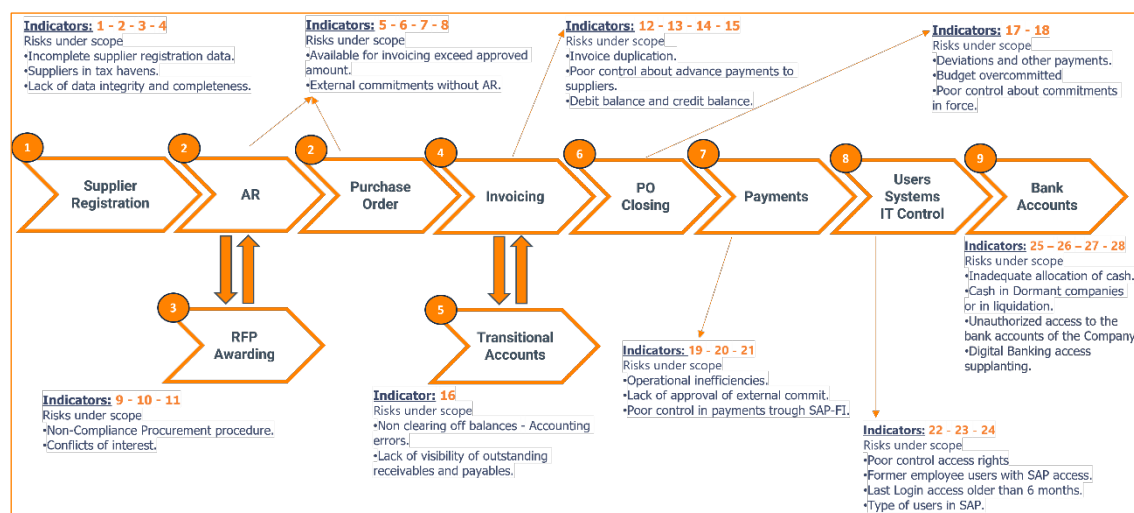 Indicators: 1 - 2 - 3 - 4
Risks under scope
•Incomplete supplier registration data.
•Suppliers in tax havens.
•Lack of data integrity and completeness.
Indicators: 5 - 6 - 7 - 8
Risks under scope
•Available for invoicing exceed approved
amount.
•External commitments without AR.
Indicators: 12 - 13 - 14 - 15
Risks under scope
•Invoice duplication.
•Poor control about advance payments to
suppliers.
•Debit balance and credit balance.
Indicators: 17 - 18
Risks under scope
•Deviations and other payments.
•Budget overcommitted
•Poor control about commitments
in force.
1
Supplier
Registration
2
AR
2
Purchase
Order
4
Invoicing
6
PO
Closing
7
Payments
8
Users
Systems
IT Control
9
Bank
Accounts
3
RFP
Awarding
5
Transitional
Accounts
Indicators: 9 - 10 - 11
Risks under scope
•Non-Compliance Procurement procedure.
•Conflicts of interest.
Indicator: 16
Risks under scope
•Non clearing off balances - Accounting
errors.
•Lack of visibility of outstanding
receivables and payables.
Indicators: 19 - 20 - 21
Risks under scope
•Operational inefficiencies.
•Lack of approval of external commit.
•Poor control in payments trough SAP-FI.
Indicators: 22 - 23 - 24
Risks under scope
•Poor control access rights
•Former employee users with SAP access.
•Last Login access older than 6 months.
•Type of users in SAP.
Indicators: 25 – 26 – 27 - 28
Risks under scope
•Inadequate allocation of cash.
•Cash in Dormant companies
or in liquidation.
•Unauthorized access to the
bank accounts of the Company
•Digital Banking access
supplanting.